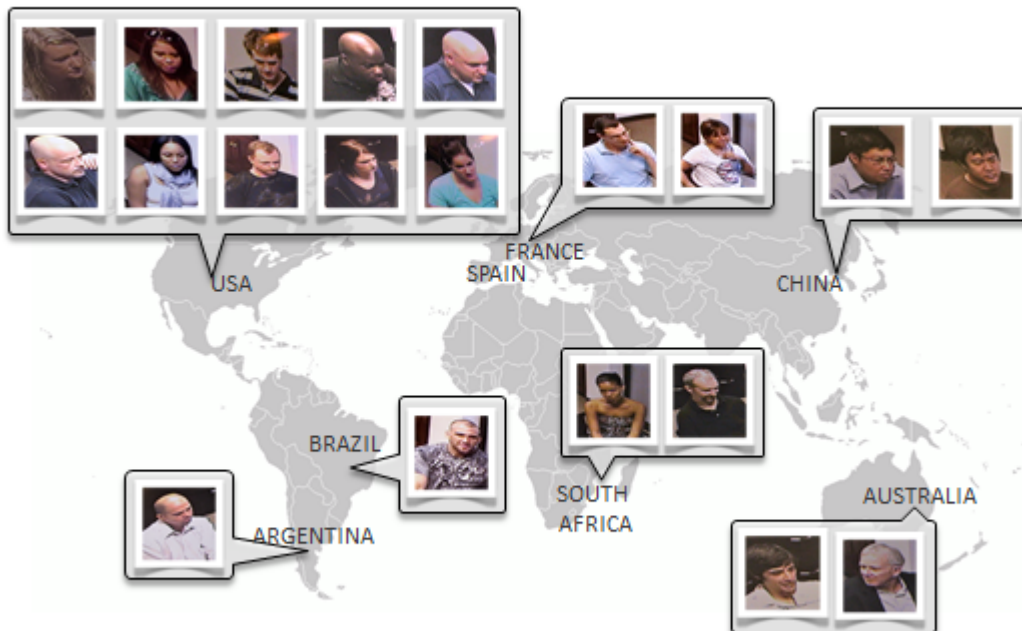 FRANCE
SPAIN
USA
CHINA
BRAZIL
SOUTH
AFRICA
AUSTRALIA
ARGENTINA